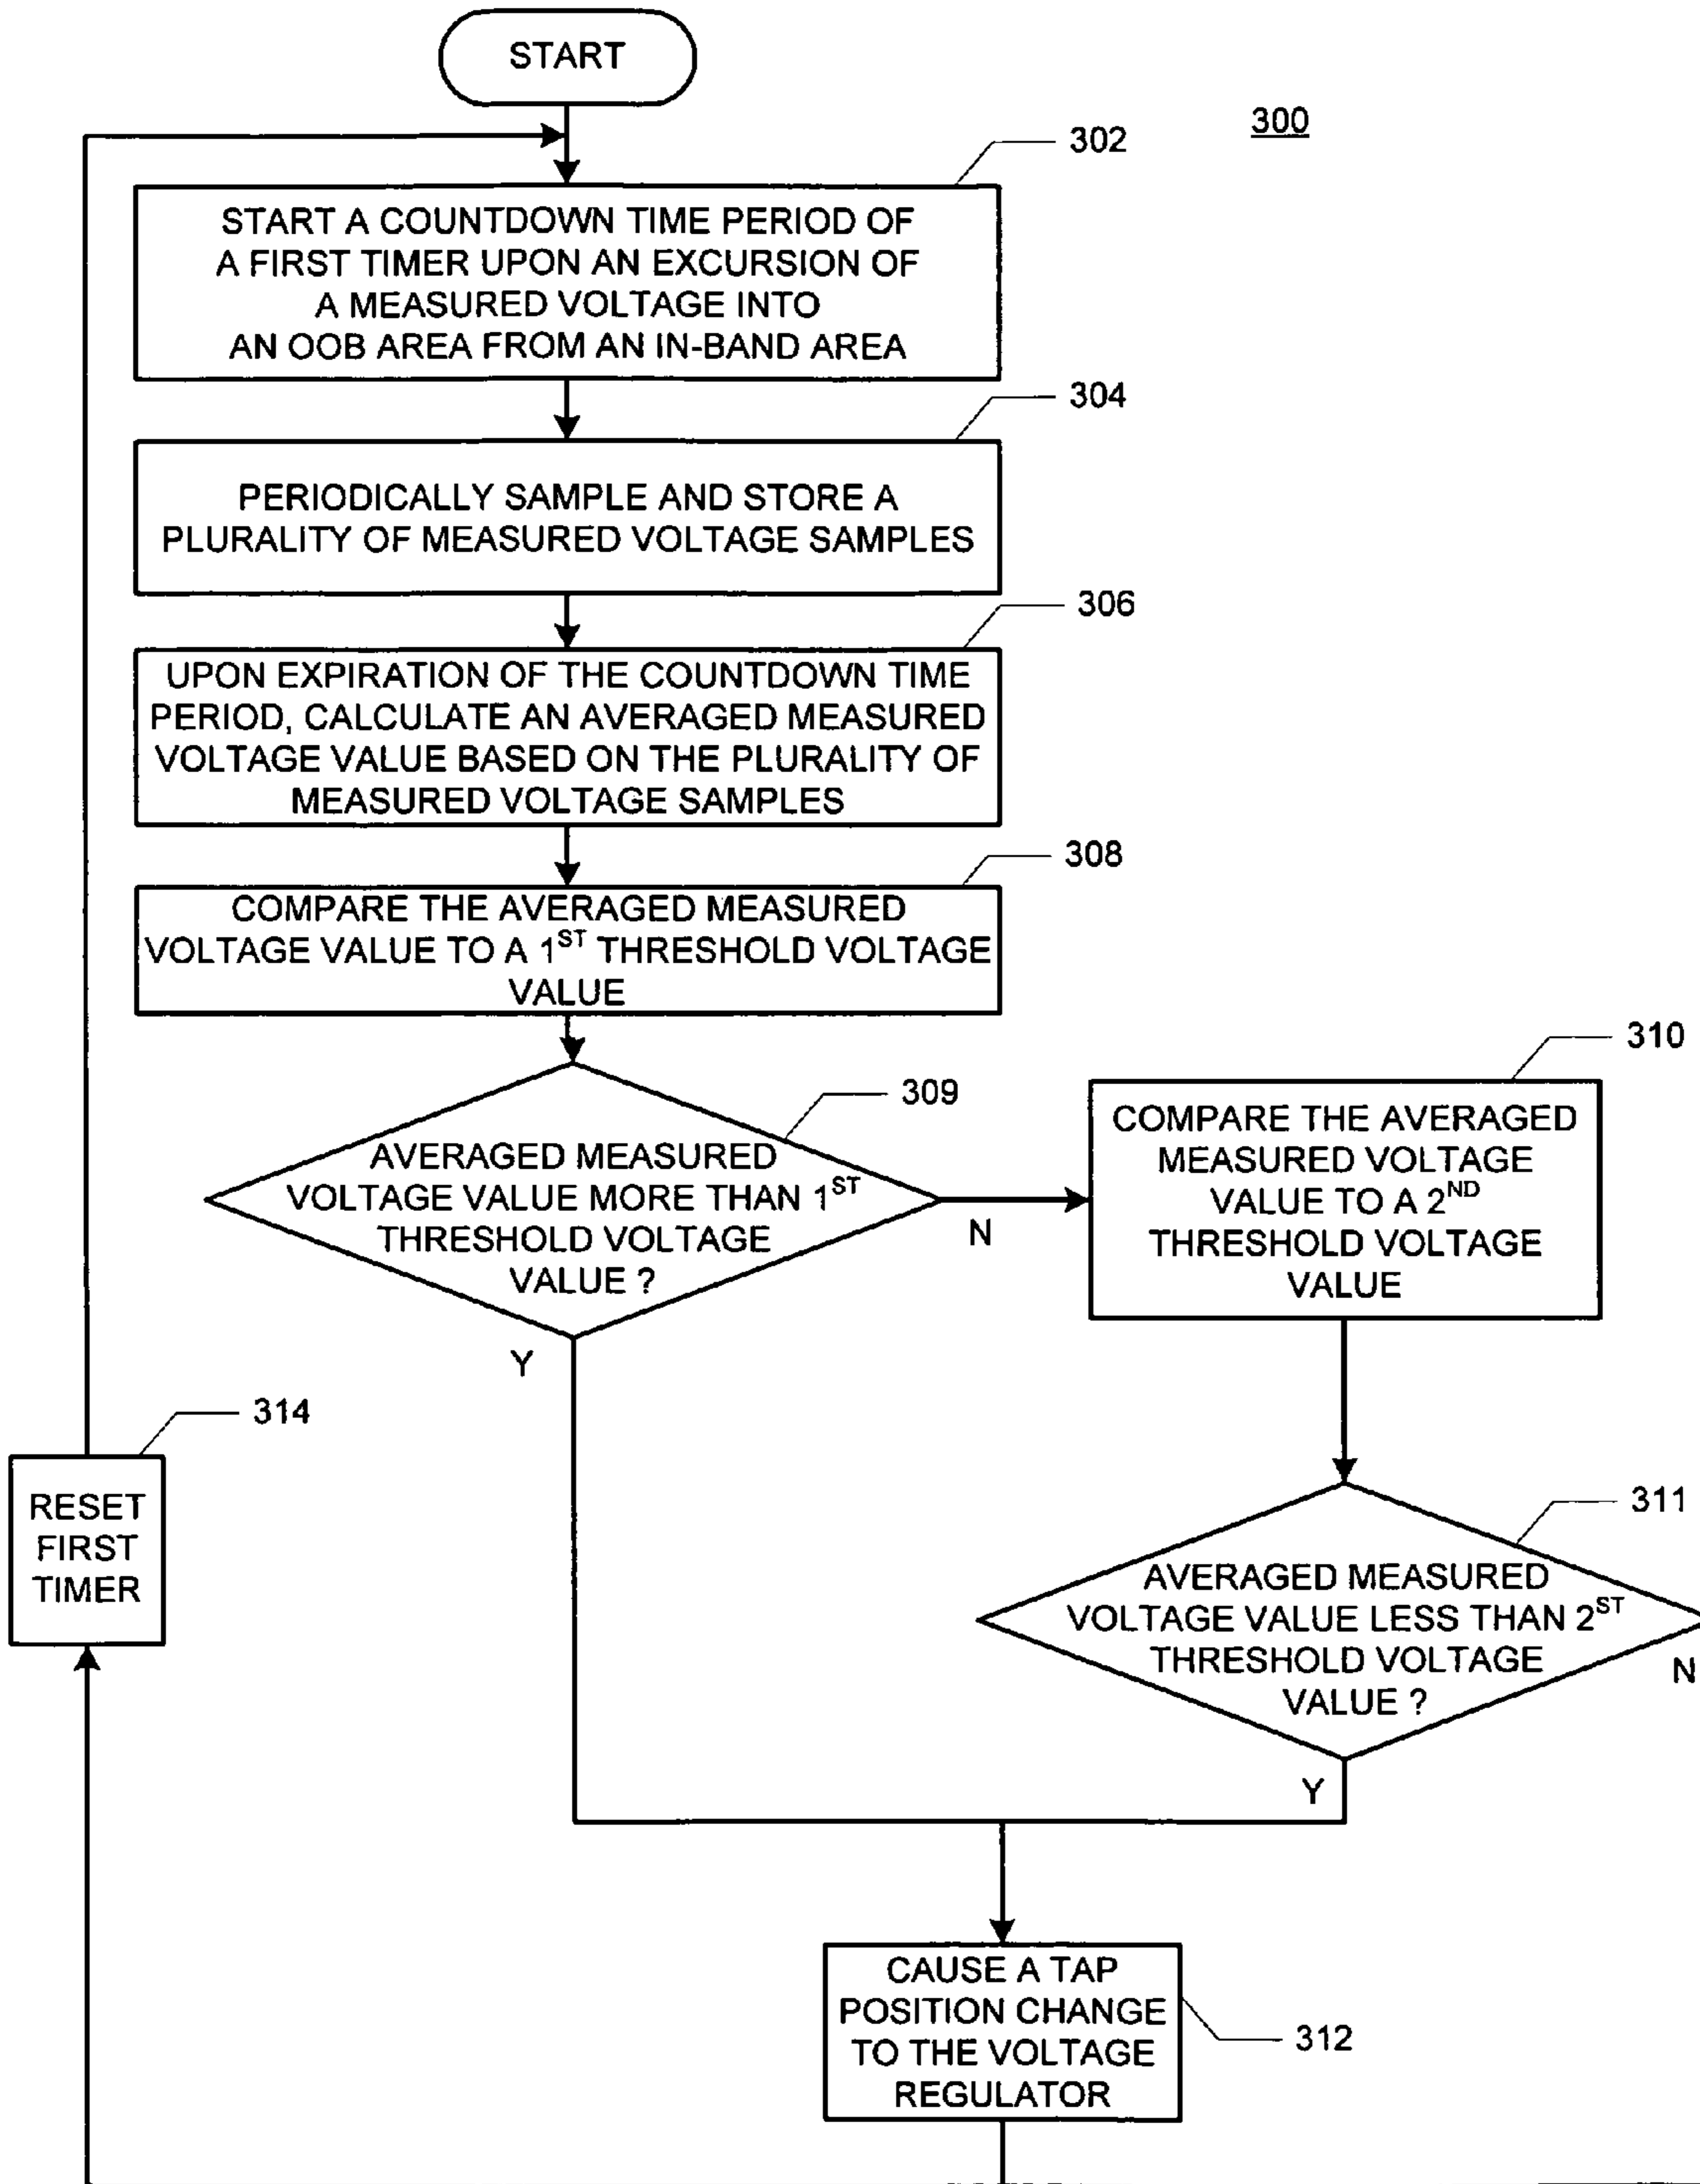 START
300
302
START A COUNTDOWN TIME PERIOD OF
A FIRST TIMER UPON AN EXCURSION OF
A MEASURED VOLTAGE INTO
AN OOB AREA FROM AN IN-BAND AREA
304
PERIODICALLY SAMPLE AND STORE A
PLURALITY OF MEASURED VOLTAGE SAMPLES
306
UPON EXPIRATION OF THE COUNTDOWN TIME
PERIOD, CALCULATE AN AVERAGED MEASURED
VOLTAGE VALUE BASED ON THE PLURALITY OF
MEASURED VOLTAGE SAMPLES
308
COMPARE THE AVERAGED MEASURED
VOLTAGE VALUE TO A 1ST THRESHOLD VOLTAGE
VALUE
309
AVERAGED MEASURED
VOLTAGE VALUE MORE THAN 1ST
THRESHOLD VOLTAGE
VALUE ?
N
Y
310
COMPARE THE AVERAGED
MEASURED VOLTAGE
VALUE TO A 2ND
THRESHOLD VOLTAGE
VALUE
311
AVERAGED MEASURED
VOLTAGE VALUE LESS THAN 2ST
THRESHOLD VOLTAGE
VALUE ?
N
Y
314
RESET
FIRST
TIMER
312
CAUSE A TAP
POSITION CHANGE
TO THE VOLTAGE
REGULATOR